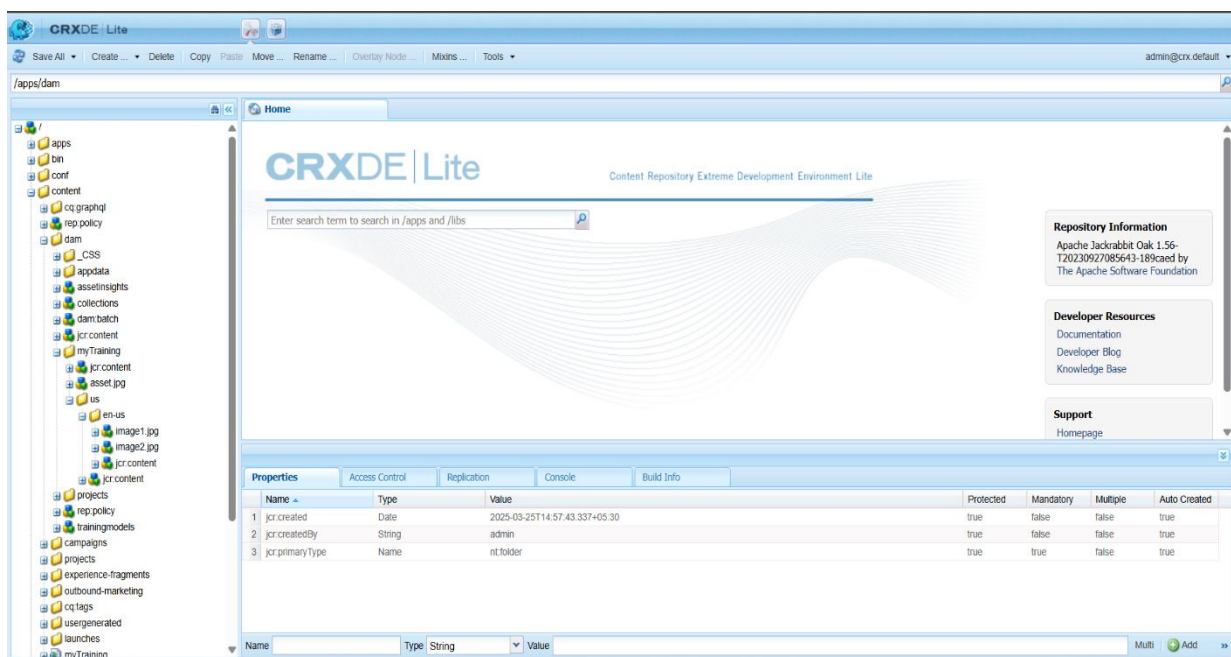 CRXDE Lite
Save All Create ... Delete Copy Paste Move ... Rename ... Overlay Node ... Mixins ... Tools admin@crx.default
/apps/dam
Home
/
apps
bin
conf
content
cq:graphql
rep:policy
dam
_CSS
appdata
assetinsights
collections
dam:batch
jcr:content
myTraining
jcr:content
asset.jpg
us
en-us
image1.jpg
image2.jpg
jcr:content
jcr:content
projects
rep:policy
trainingmodels
campaigns
projects
experience-fragments
outbound-marketing
cq:tags
usergenerated
launches
myTraining
CRXDE Lite
Content Repository Extreme Development Environment Lite
Enter search term to search in /apps and /libs
Repository Information
Apache Jackrabbit Oak 1.56-
T20230927085643-189caed by
The Apache Software Foundation
Developer Resources
Documentation
Developer Blog
Knowledge Base
Support
Homepage
Properties Access Control Replication Console Build Info
Name Type Value Protected Mandatory Multiple Auto Created
1 jcr:created Date 2025-03-25T14:57:43.337+05:30 true false false true
2 jcr:createdBy String admin true false false true
3 jcr:primaryType Name nt:folder true true false true
Name Type String Value Multi Add